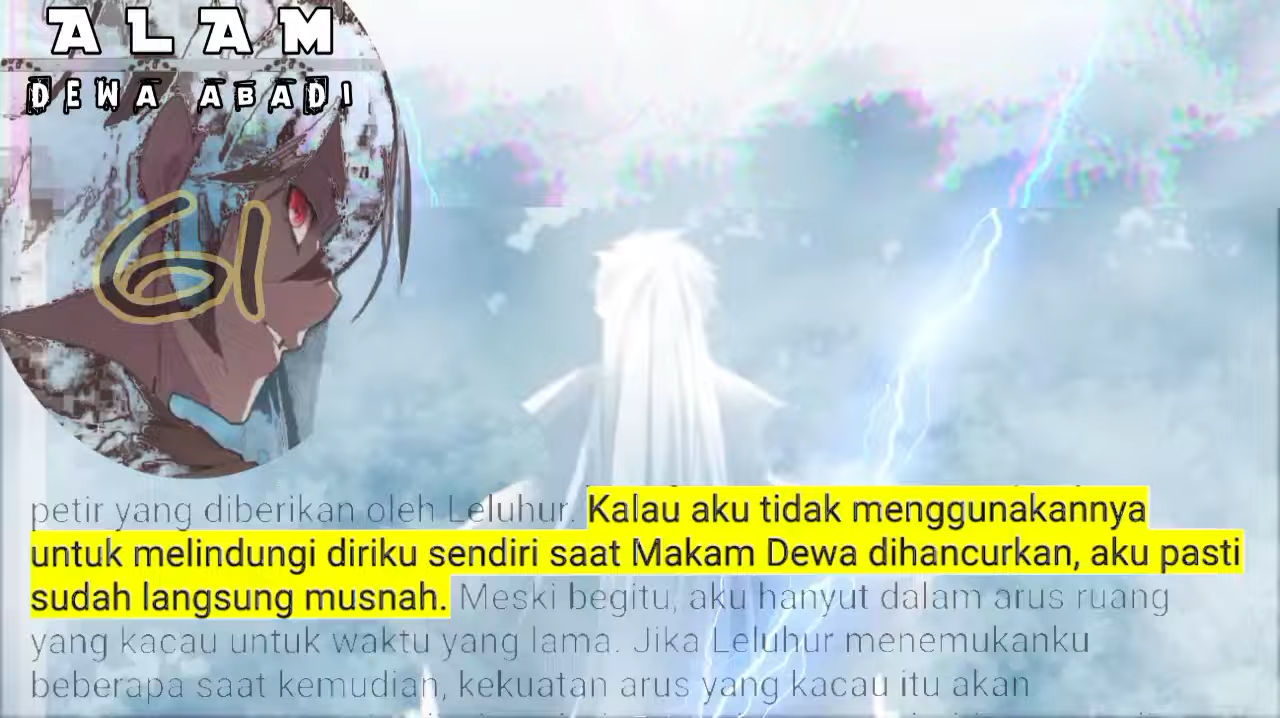 ALAM
DEWA ABADI
61
petir yang diberikan oleh Leluhur. Kalau aku tidak menggunakannya
untuk melindungi diriku sendiri saat Makam Dewa dihancurkan, aku pasti
sudah langsung musnah. Meski begitu, aku hanyut dalam arus ruang
yang kacau untuk waktu yang lama. Jika Leluhur menemukanku
beberapa saat kemudian, kekuatan arus yang kacau itu akan